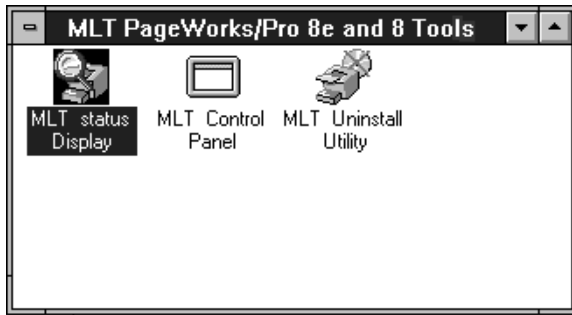 MLT PageWorks/Pro 8e and 8 Tools
MLT status Display
MLT Control Panel
MLT Uninstall Utility